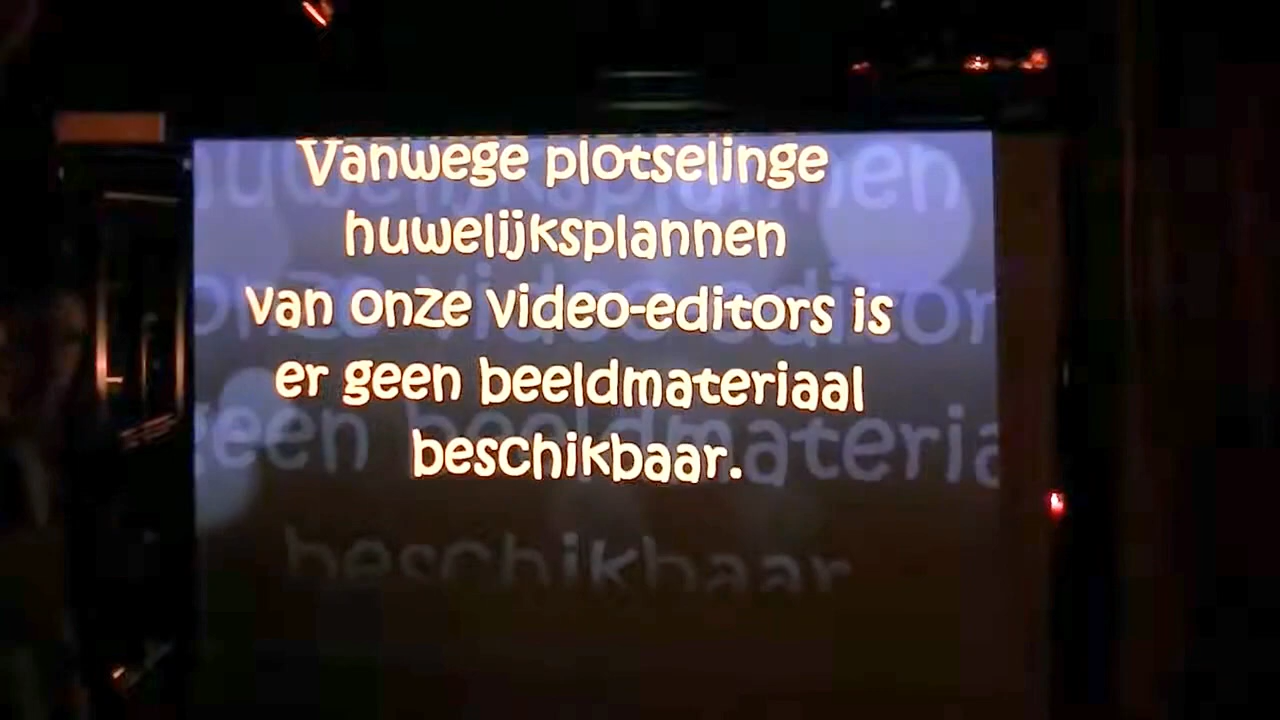 Vanwege plotselinge
huwelijksplannen
van onze video-editors is
er geen beeldmateriaal
beschikbaar.